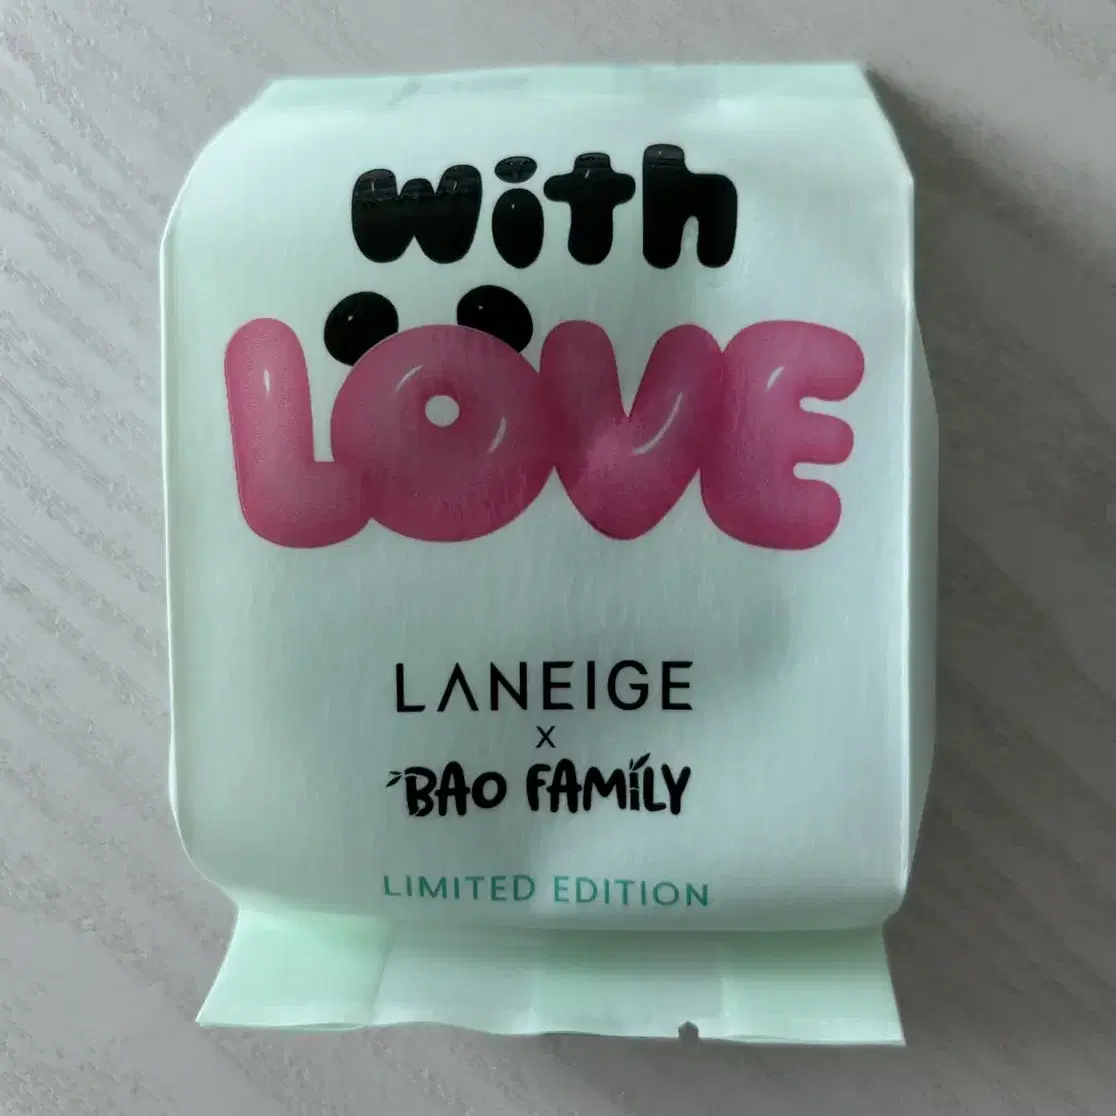 with
LOVE
LANEIGE
x
BAO FAMILY
LIMITED EDITION